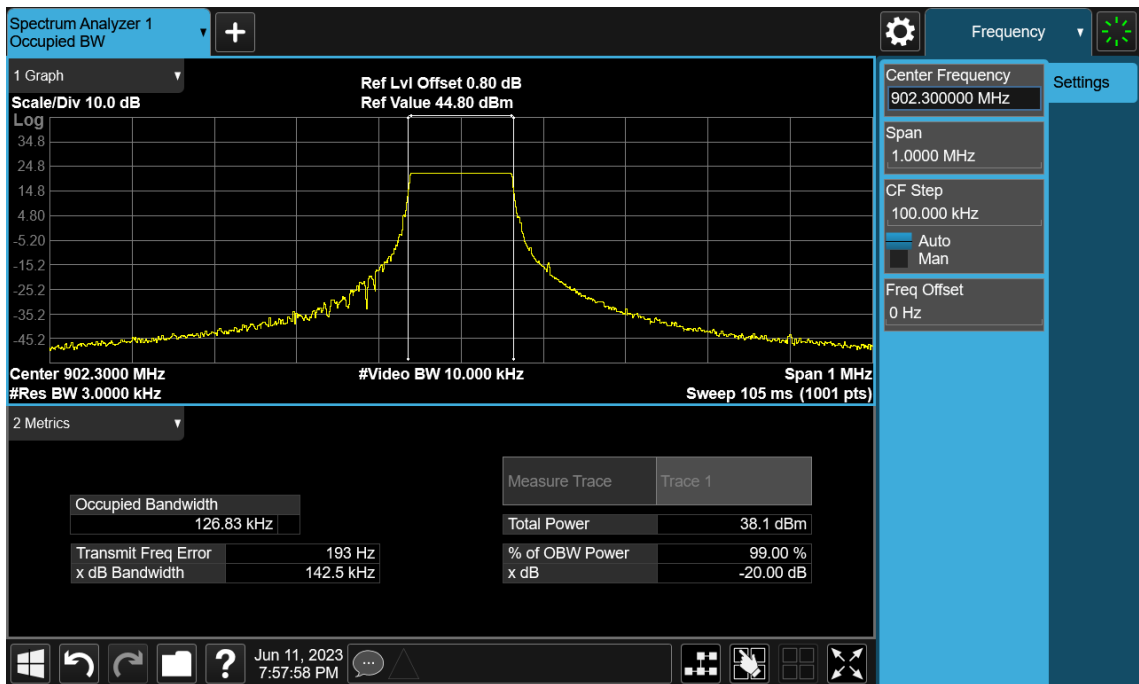 Spectrum Analyzer 1
Occupied BW
Frequency
1 Graph
Ref Lvl Offset 0.80 dB
Scale/Div 10.0 dB
Ref Value 44.80 dBm
Log
34.8
24.8
14.8
4.80
-5.20
-15.2
-25.2
-35.2
-45.2
Center 902.3000 MHz
#Video BW 10.000 kHz
Span 1 MHz
#Res BW 3.0000 kHz
Sweep 105 ms (1001 pts)
Center Frequency
902.300000 MHz
Settings
Span
1.0000 MHz
CF Step
100.000 kHz
Auto
Man
Freq Offset
0 Hz
2 Metrics
Measure Trace Trace 1
Occupied Bandwidth
126.83 kHz
Total Power 38.1 dBm
Transmit Freq Error 193 Hz
% of OBW Power 99.00 %
x dB Bandwidth 142.5 kHz
x dB -20.00 dB
?
Jun 11, 2023
7:57:58 PM